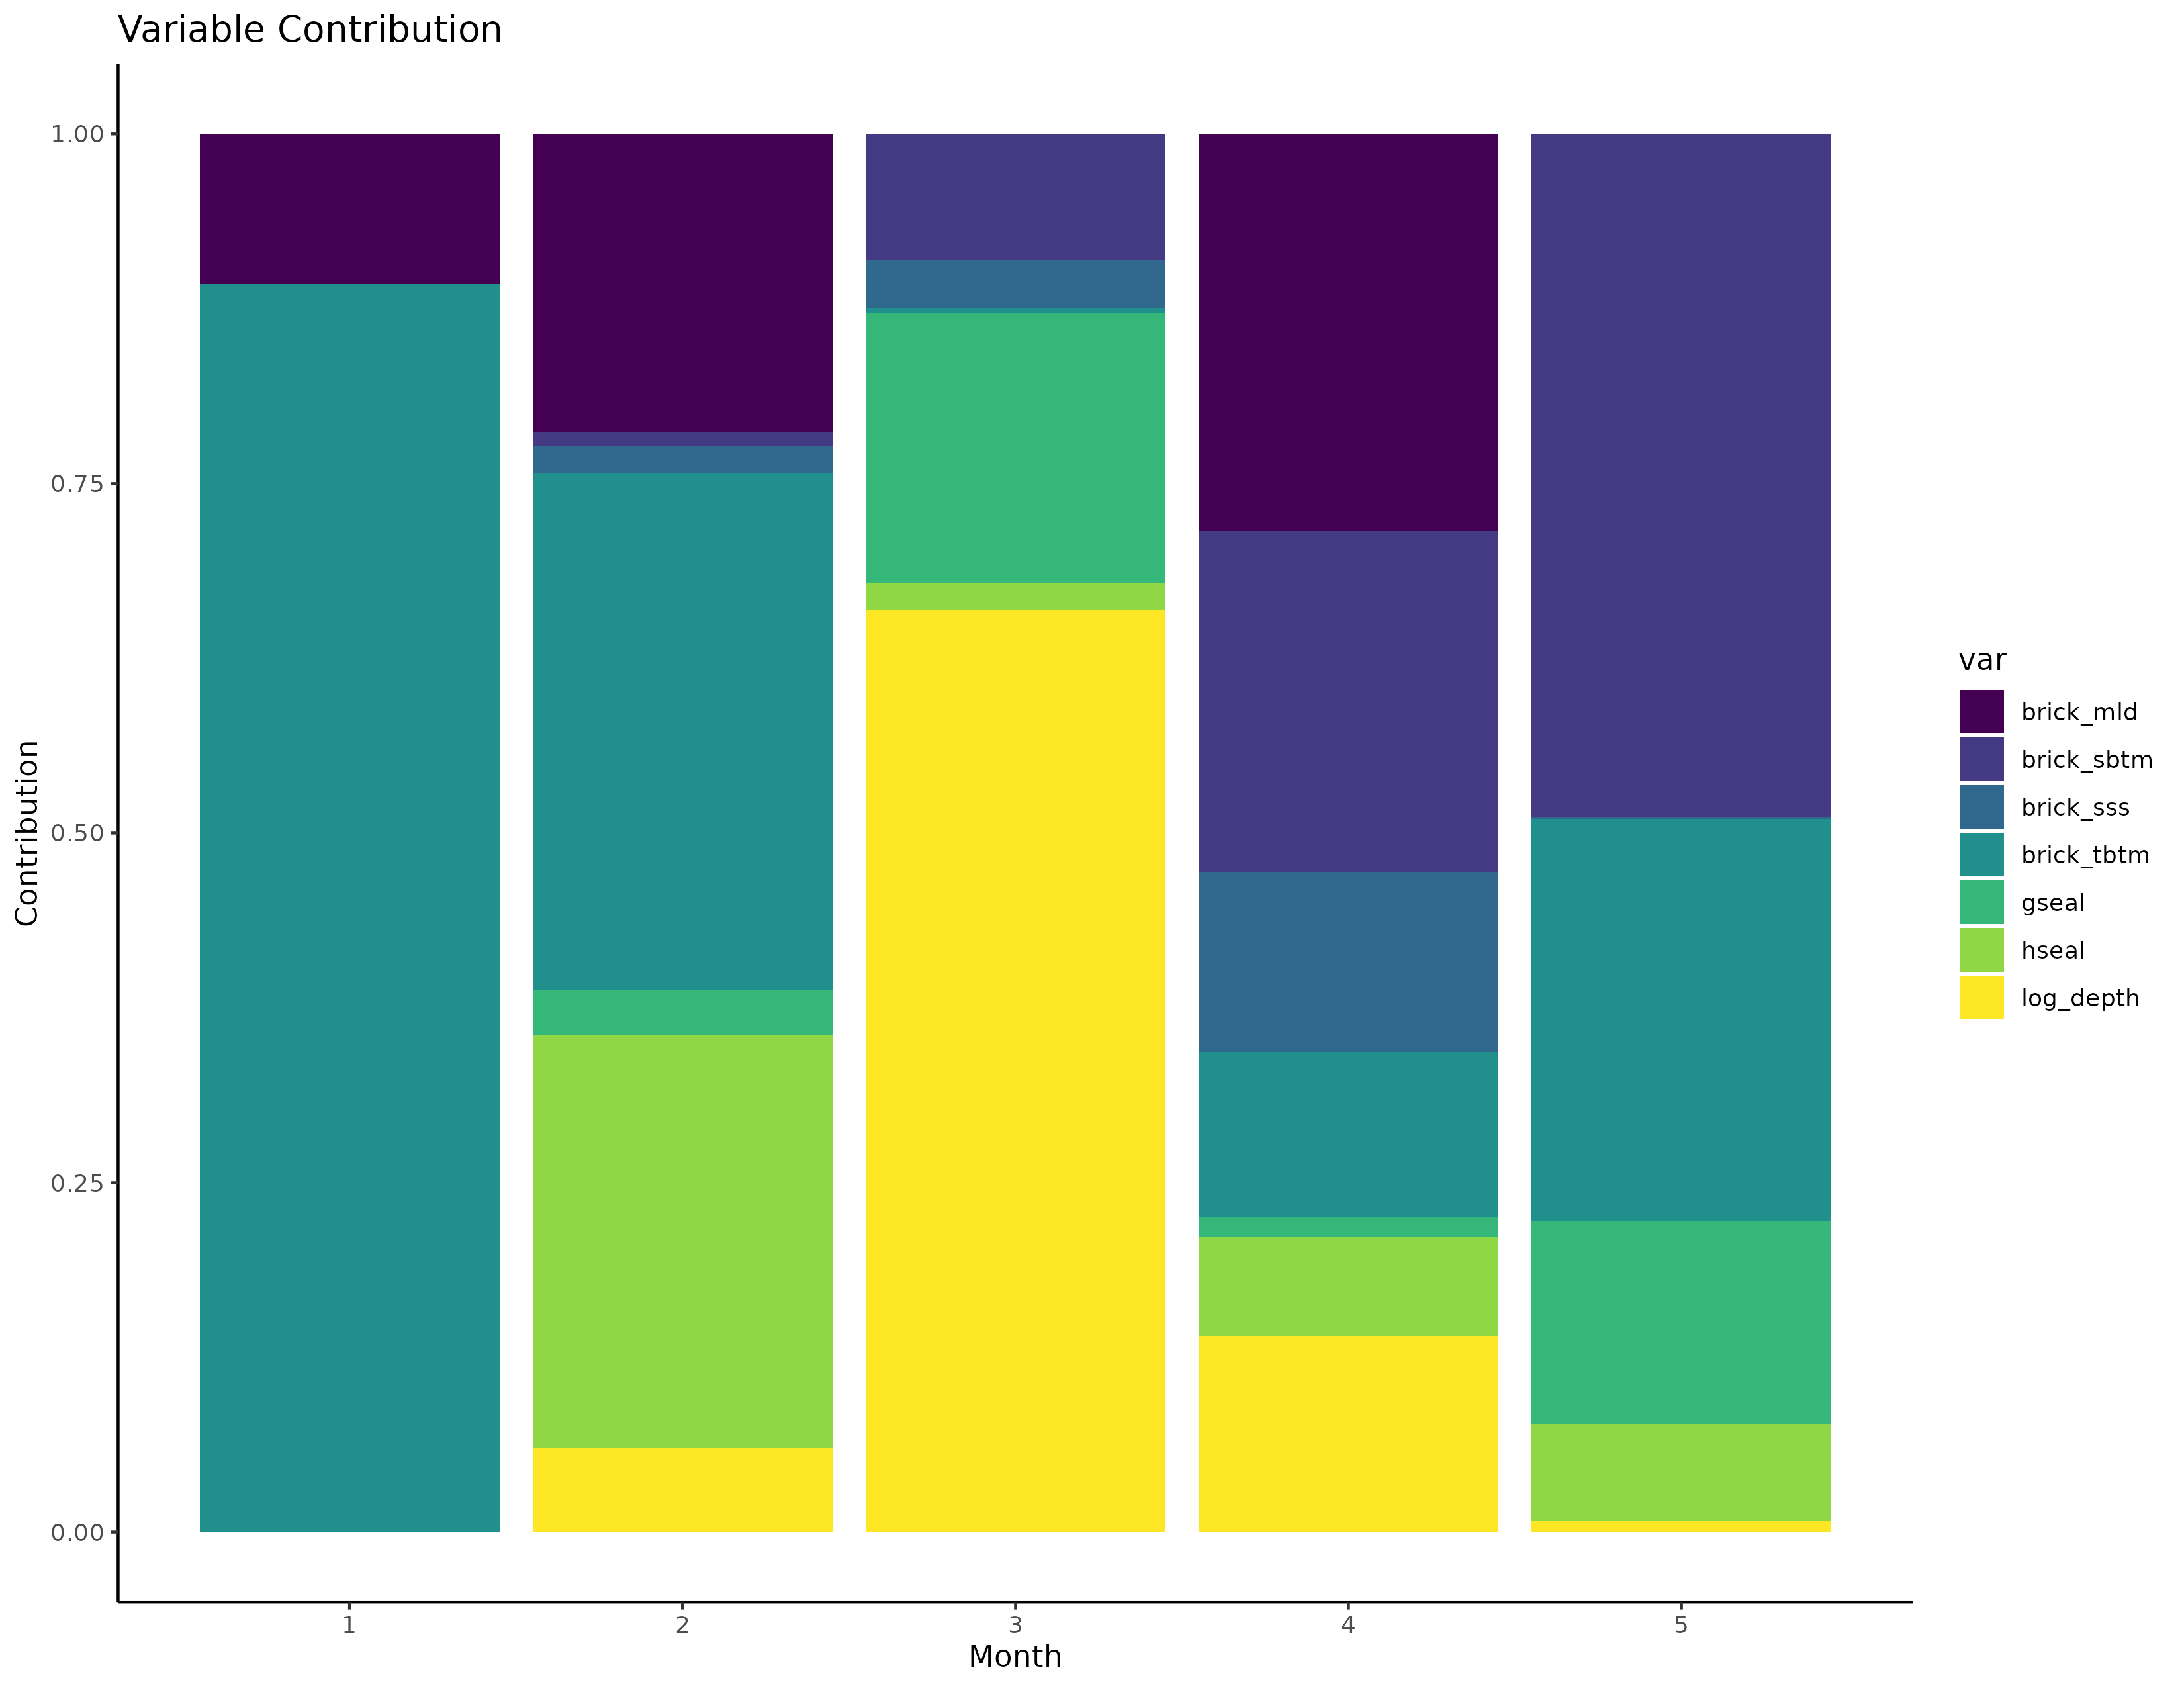 Variable Contribution
Contribution
1.00
0.75
0.50
0.25
0.00
1 2 3 4 5
Month
var
brick_mld
brick_sbtm
brick_sss
brick_tbtm
gseal
hseal
log_depth